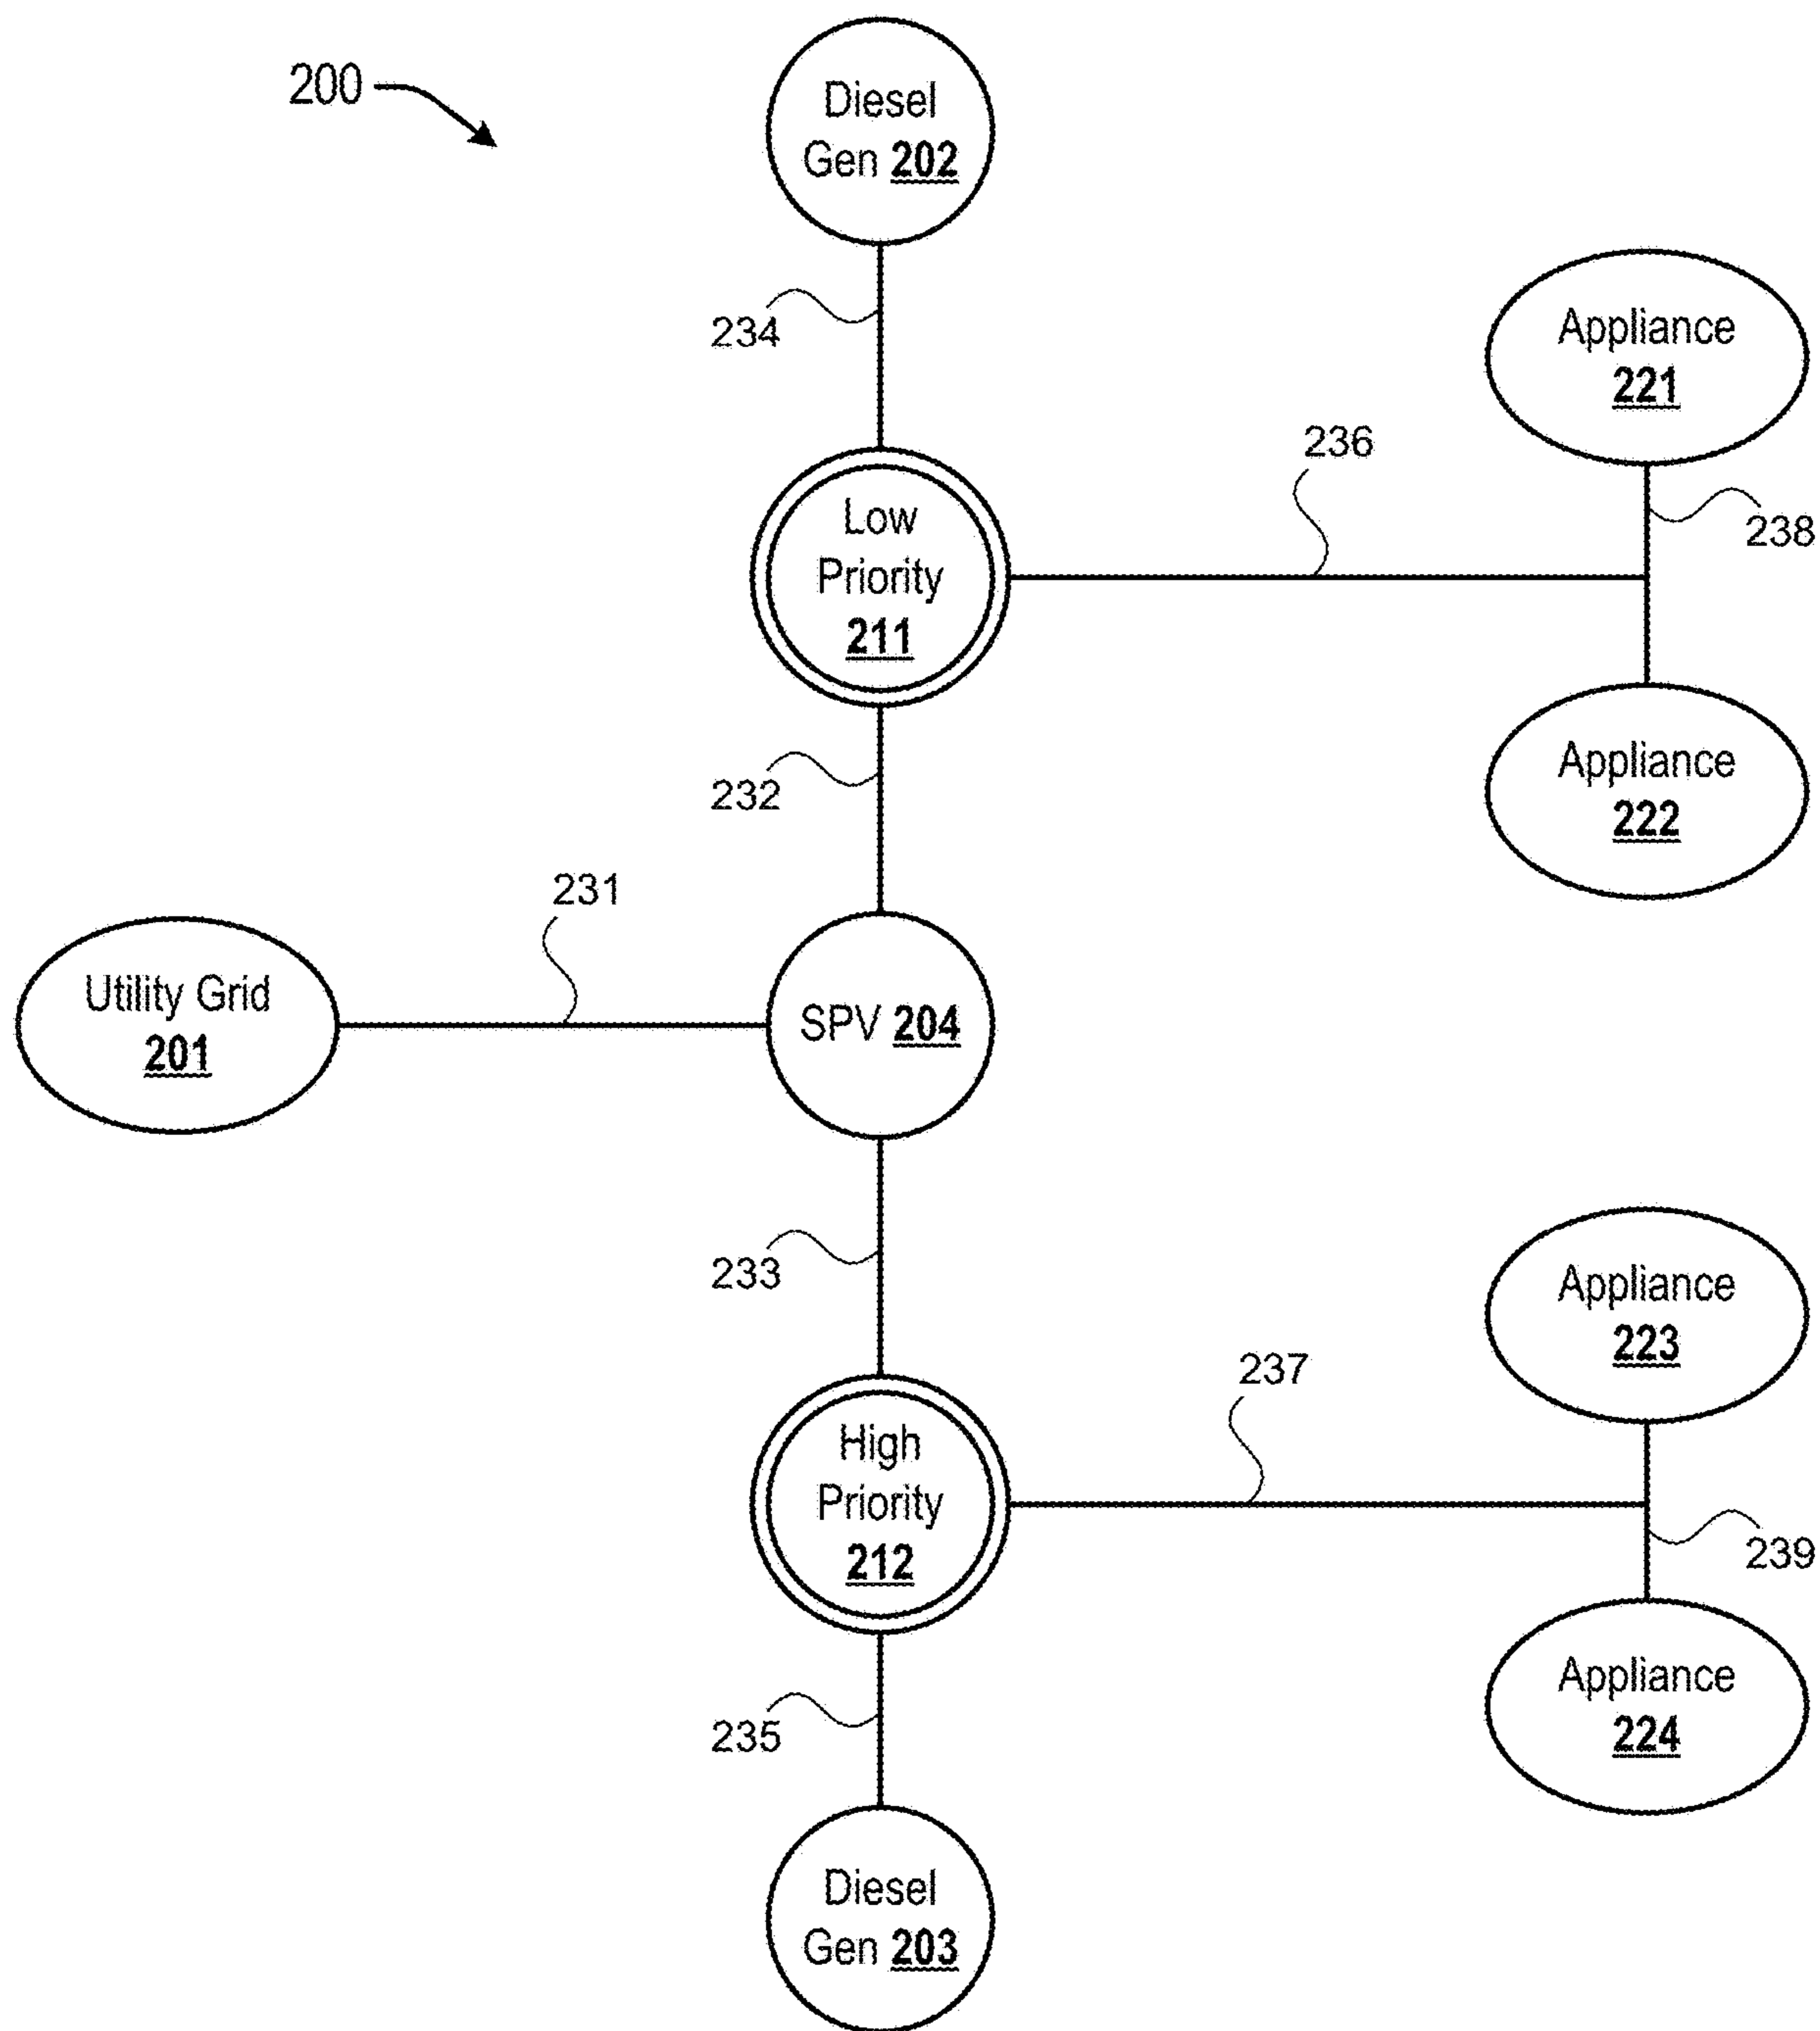 200
Diesel
Gen 202
234
Appliance
221
236
238
Low
Priority
211
232
Appliance
222
231
Utility Grid
201
SPV 204
233
Appliance
223
237
High
Priority
212
239
235
Appliance
224
Diesel
Gen 203